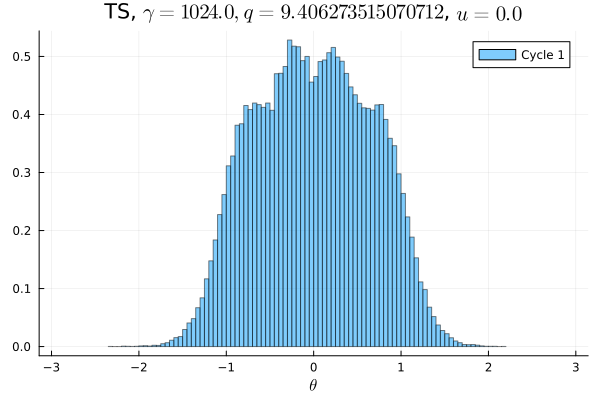 TS, γ = 1024.0, q = 9.406273515070712, u = 0.0
Cycle 1
0.5
0.4
0.3
0.2
0.1
0.0
−3 −2 −1 0 1 2 3
θ